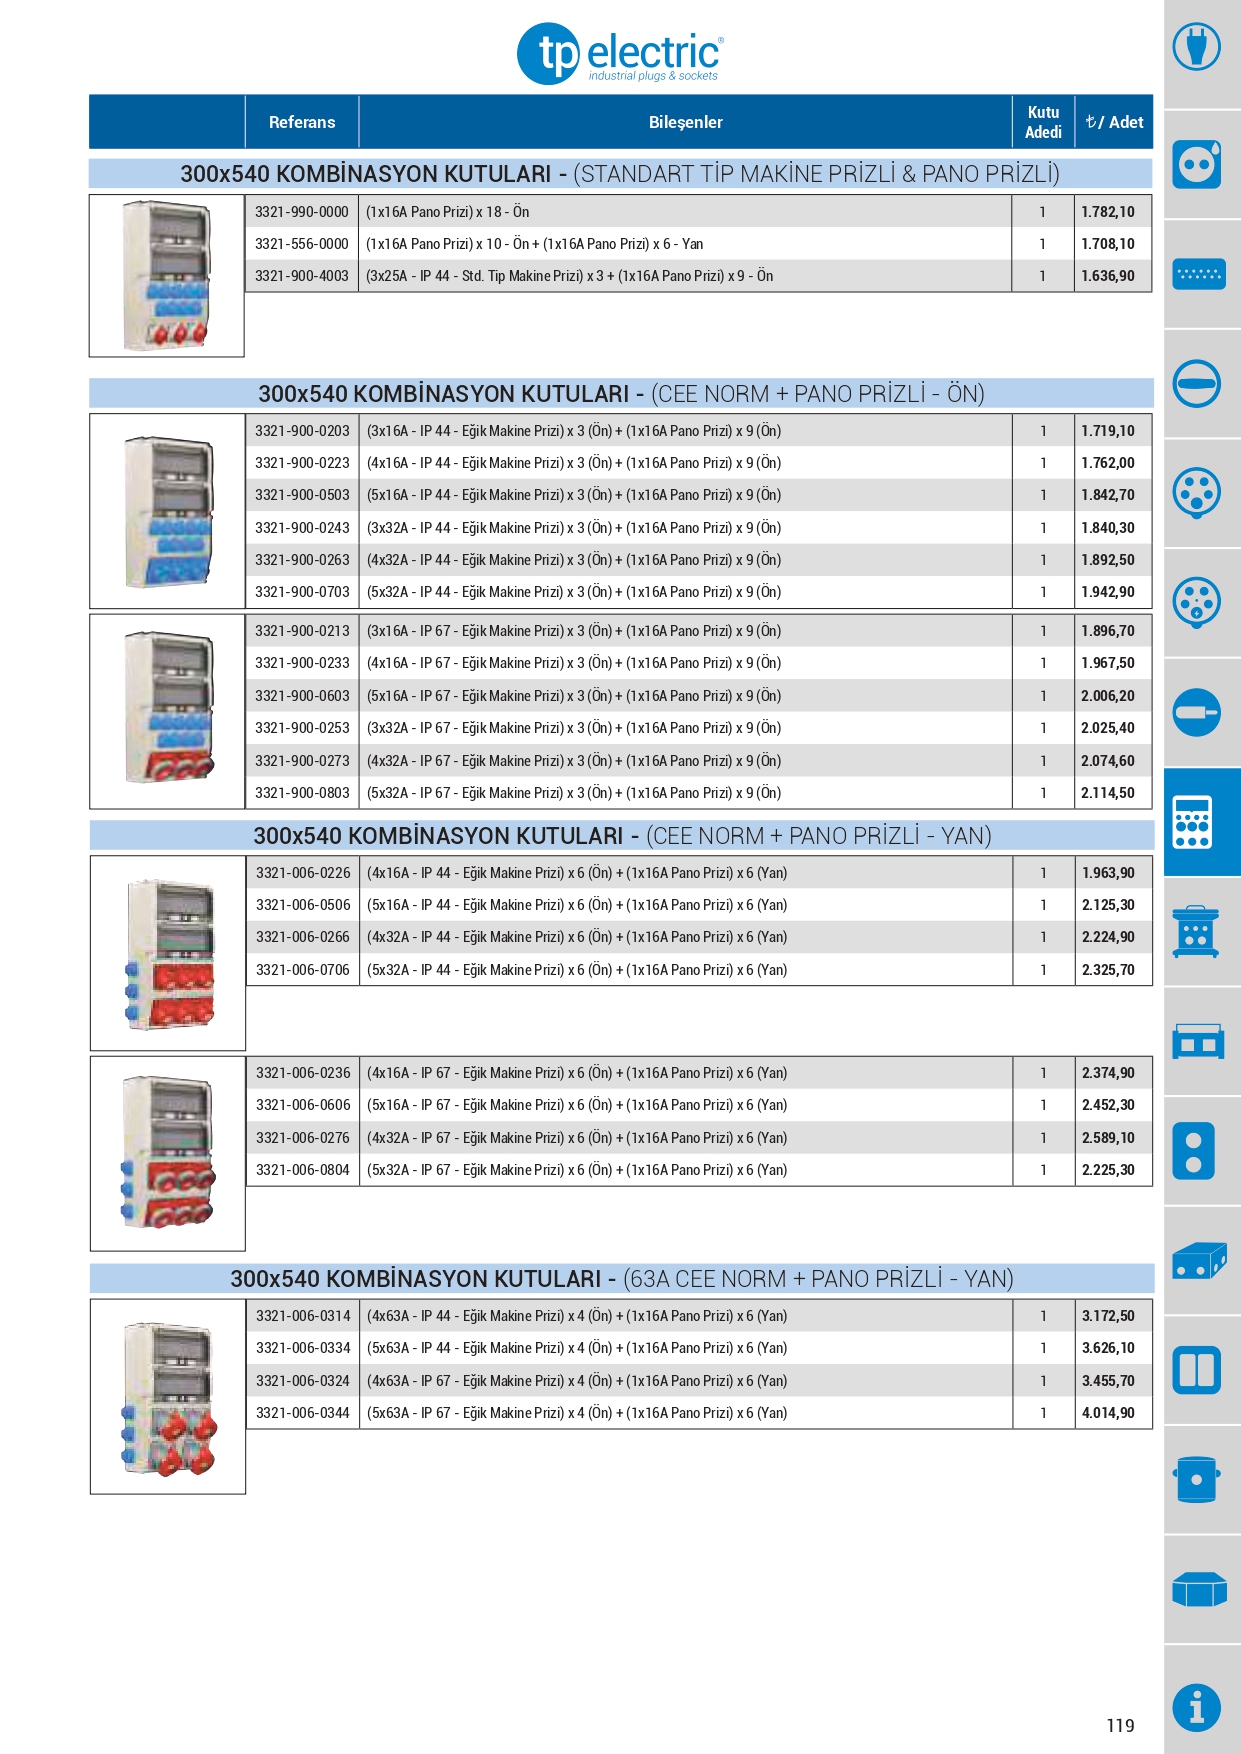 tp electric®
industrial plugs & sockets
Referans Bileşenler Kutu Adedi ₺/ Adet
300x540 KOMBİNASYON KUTULARI - (STANDART TİP MAKİNE PRİZLİ & PANO PRİZLİ)
3321-990-0000 (1x16A Pano Prizi) x 18 - Ön 1 1.782,10
3321-556-0000 (1x16A Pano Prizi) x 10 - Ön + (1x16A Pano Prizi) x 6 - Yan 1 1.708,10
3321-900-4003 (3x25A - IP 44 - Std. Tip Makine Prizi) x 3 + (1x16A Pano Prizi) x 9 - Ön 1 1.636,90
300x540 KOMBİNASYON KUTULARI - (CEE NORM + PANO PRİZLİ - ÖN)
3321-900-0203 (3x16A - IP 44 - Eğik Makine Prizi) x 3 (Ön) + (1x16A Pano Prizi) x 9 (Ön) 1 1.719,10
3321-900-0223 (4x16A - IP 44 - Eğik Makine Prizi) x 3 (Ön) + (1x16A Pano Prizi) x 9 (Ön) 1 1.762,00
3321-900-0503 (5x16A - IP 44 - Eğik Makine Prizi) x 3 (Ön) + (1x16A Pano Prizi) x 9 (Ön) 1 1.842,70
3321-900-0243 (3x32A - IP 44 - Eğik Makine Prizi) x 3 (Ön) + (1x16A Pano Prizi) x 9 (Ön) 1 1.840,30
3321-900-0263 (4x32A - IP 44 - Eğik Makine Prizi) x 3 (Ön) + (1x16A Pano Prizi) x 9 (Ön) 1 1.892,50
3321-900-0703 (5x32A - IP 44 - Eğik Makine Prizi) x 3 (Ön) + (1x16A Pano Prizi) x 9 (Ön) 1 1.942,90
3321-900-0213 (3x16A - IP 67 - Eğik Makine Prizi) x 3 (Ön) + (1x16A Pano Prizi) x 9 (Ön) 1 1.896,70
3321-900-0233 (4x16A - IP 67 - Eğik Makine Prizi) x 3 (Ön) + (1x16A Pano Prizi) x 9 (Ön) 1 1.967,50
3321-900-0603 (5x16A - IP 67 - Eğik Makine Prizi) x 3 (Ön) + (1x16A Pano Prizi) x 9 (Ön) 1 2.006,20
3321-900-0253 (3x32A - IP 67 - Eğik Makine Prizi) x 3 (Ön) + (1x16A Pano Prizi) x 9 (Ön) 1 2.025,40
3321-900-0273 (4x32A - IP 67 - Eğik Makine Prizi) x 3 (Ön) + (1x16A Pano Prizi) x 9 (Ön) 1 2.074,60
3321-900-0803 (5x32A - IP 67 - Eğik Makine Prizi) x 3 (Ön) + (1x16A Pano Prizi) x 9 (Ön) 1 2.114,50
300x540 KOMBİNASYON KUTULARI - (CEE NORM + PANO PRİZLİ - YAN)
3321-006-0226 (4x16A - IP 44 - Eğik Makine Prizi) x 6 (Ön) + (1x16A Pano Prizi) x 6 (Yan) 1 1.963,90
3321-006-0506 (5x16A - IP 44 - Eğik Makine Prizi) x 6 (Ön) + (1x16A Pano Prizi) x 6 (Yan) 1 2.125,30
3321-006-0266 (4x32A - IP 44 - Eğik Makine Prizi) x 6 (Ön) + (1x16A Pano Prizi) x 6 (Yan) 1 2.224,90
3321-006-0706 (5x32A - IP 44 - Eğik Makine Prizi) x 6 (Ön) + (1x16A Pano Prizi) x 6 (Yan) 1 2.325,70
3321-006-0236 (4x16A - IP 67 - Eğik Makine Prizi) x 6 (Ön) + (1x16A Pano Prizi) x 6 (Yan) 1 2.374,90
3321-006-0606 (5x16A - IP 67 - Eğik Makine Prizi) x 6 (Ön) + (1x16A Pano Prizi) x 6 (Yan) 1 2.452,30
3321-006-0276 (4x32A - IP 67 - Eğik Makine Prizi) x 6 (Ön) + (1x16A Pano Prizi) x 6 (Yan) 1 2.589,10
3321-006-0804 (5x32A - IP 67 - Eğik Makine Prizi) x 6 (Ön) + (1x16A Pano Prizi) x 6 (Yan) 1 2.225,30
300x540 KOMBİNASYON KUTULARI - (63A CEE NORM + PANO PRİZLİ - YAN)
3321-006-0314 (4x63A - IP 44 - Eğik Makine Prizi) x 4 (Ön) + (1x16A Pano Prizi) x 6 (Yan) 1 3.172,50
3321-006-0334 (5x63A - IP 44 - Eğik Makine Prizi) x 4 (Ön) + (1x16A Pano Prizi) x 6 (Yan) 1 3.626,10
3321-006-0324 (4x63A - IP 67 - Eğik Makine Prizi) x 4 (Ön) + (1x16A Pano Prizi) x 6 (Yan) 1 3.455,70
3321-006-0344 (5x63A - IP 67 - Eğik Makine Prizi) x 4 (Ön) + (1x16A Pano Prizi) x 6 (Yan) 1 4.014,90
119